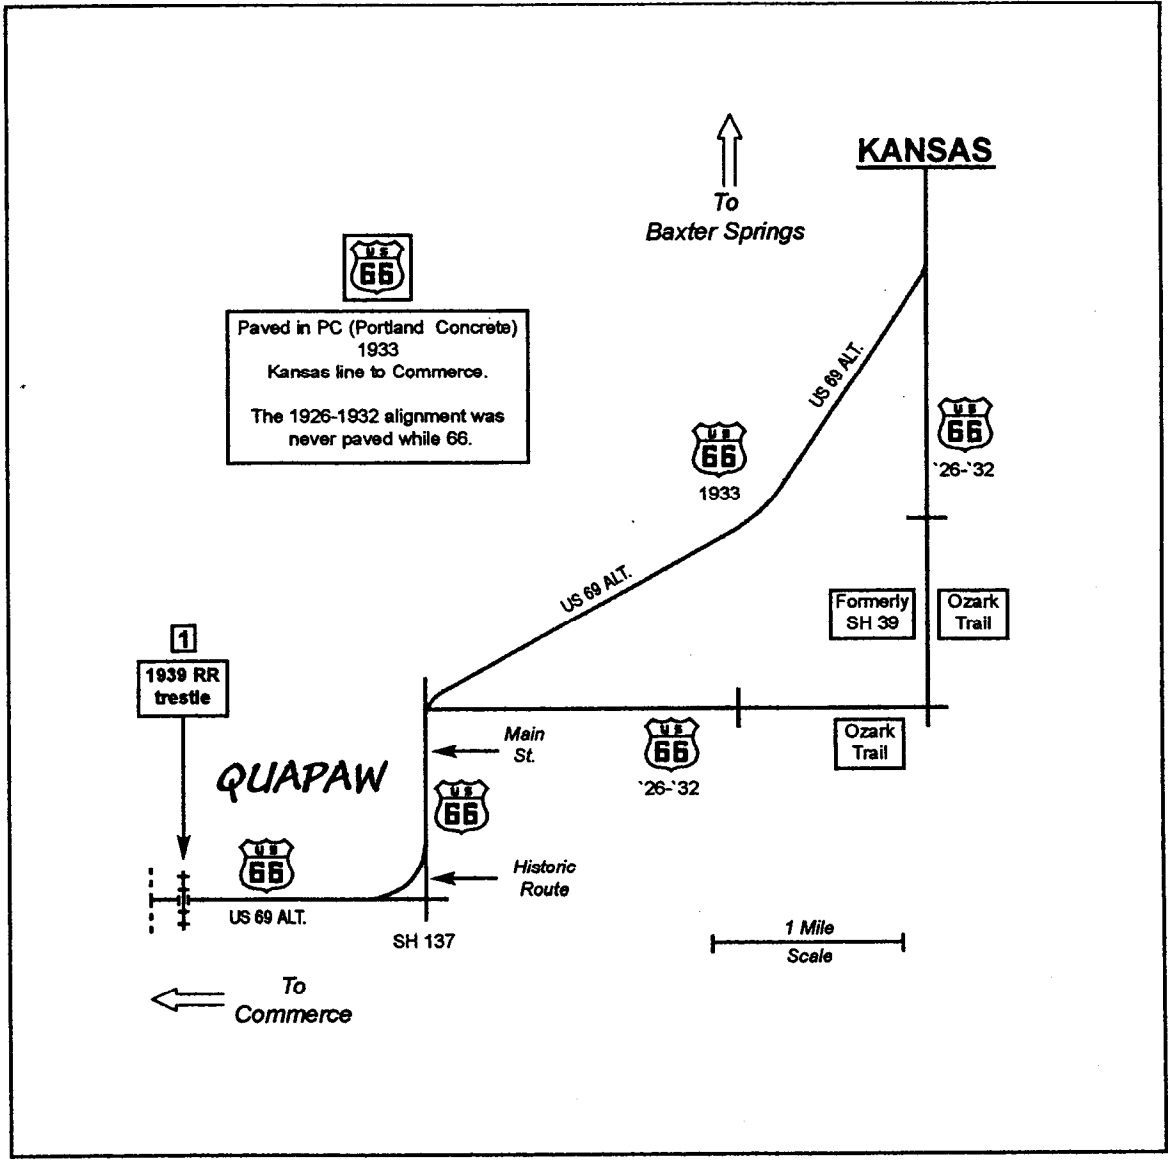 KANSAS
To
Baxter Springs
US
66
Paved in PC (Portland Concrete)
1933
Kansas line to Commerce.
The 1926-1932 alignment was
never paved while 66.
US 69 ALT.
US
66
`26-`32
US
66
1933
US 69 ALT.
Formerly
SH 39
Ozark
Trail
1
1939 RR
trestle
Main
St.
US
66
`26-`32
Ozark
Trail
QUAPAW
US
66
US
66
Historic
Route
US 69 ALT.
SH 137
1 Mile
Scale
To
Commerce